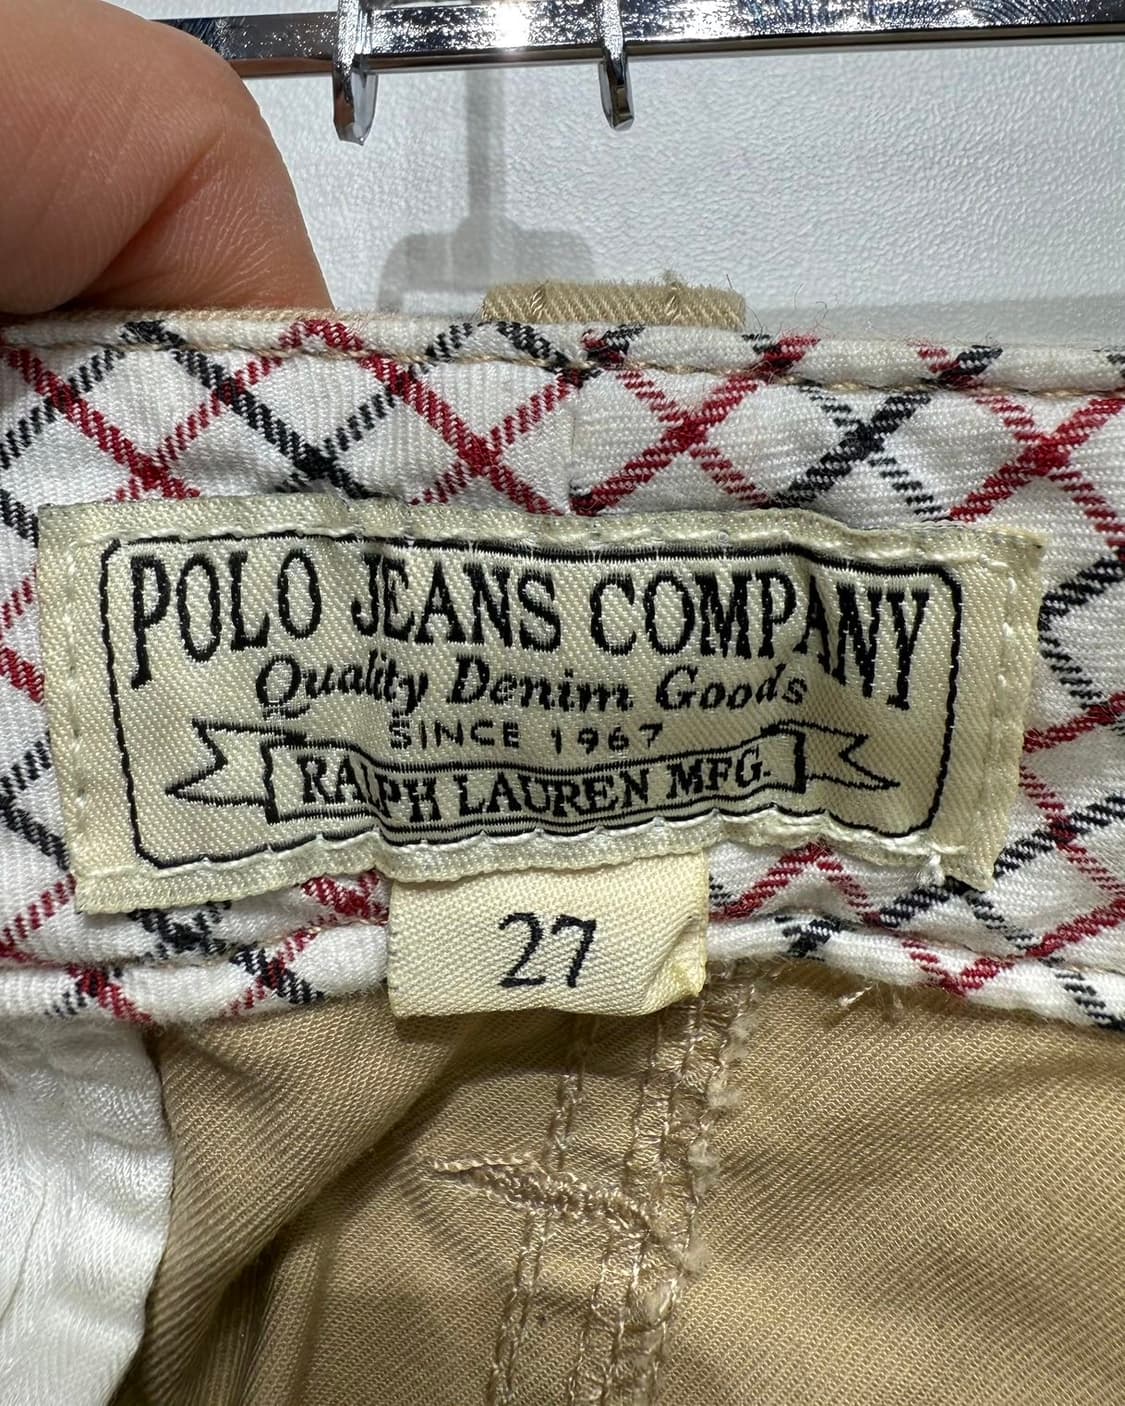 POLO JEANS COMPANY
Quality Denim Goods
SINCE 1967
RALPH LAUREN MFG.
27